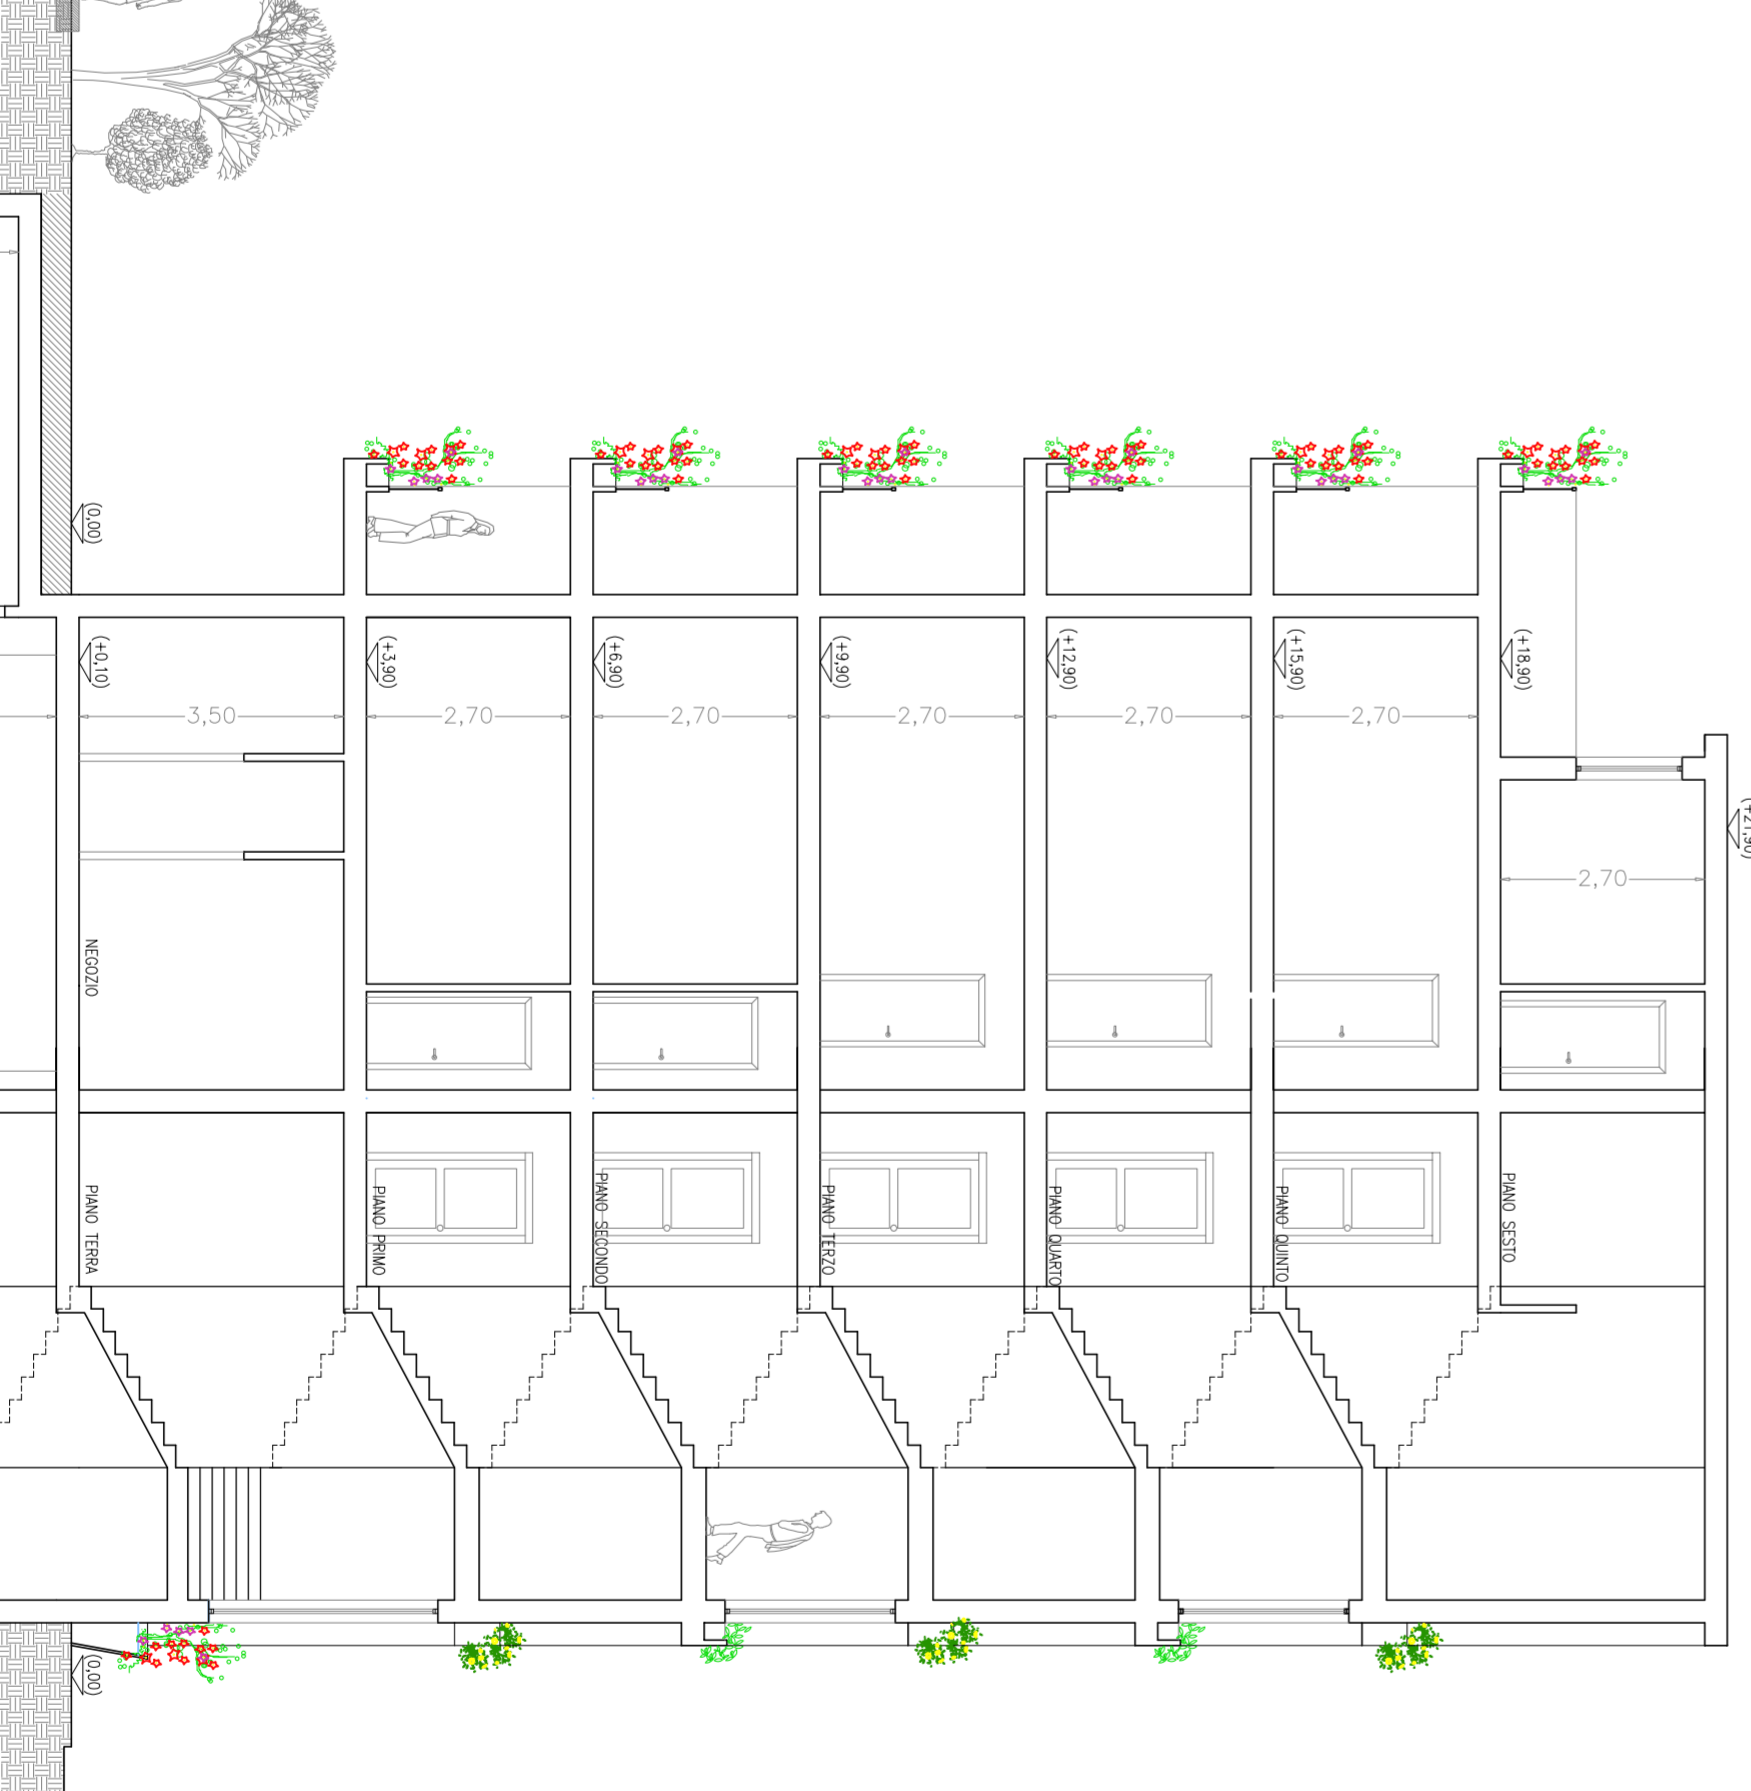 (+21,90)
2,70
(+18,90)
PIANO SESTO
(+15,90)
2,70
PIANO QUINTO
(+12,90)
2,70
PIANO QUARTO
(+9,90)
2,70
PIANO TERZO
(+6,90)
2,70
PIANO SECONDO
(+3,90)
2,70
PIANO PRIMO
(0,00)
(+0,10)
3,50
NEGOZIO
PIANO TERRA
(0,00)